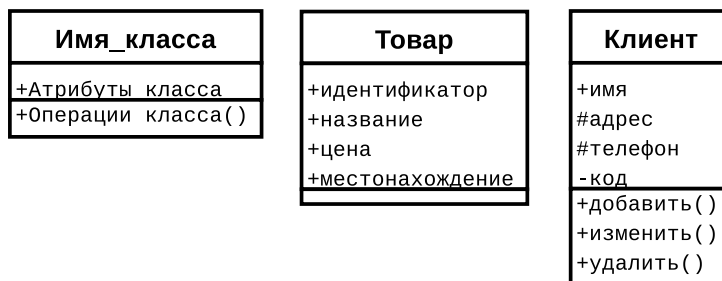 Имя_класса
+Атрибуты класса
+Операции класса()
Товар
+идентификатор
+название
+цена
+местонахождение
Клиент
+имя
#адрес
#телефон
-код
+добавить()
+изменить()
+удалить()